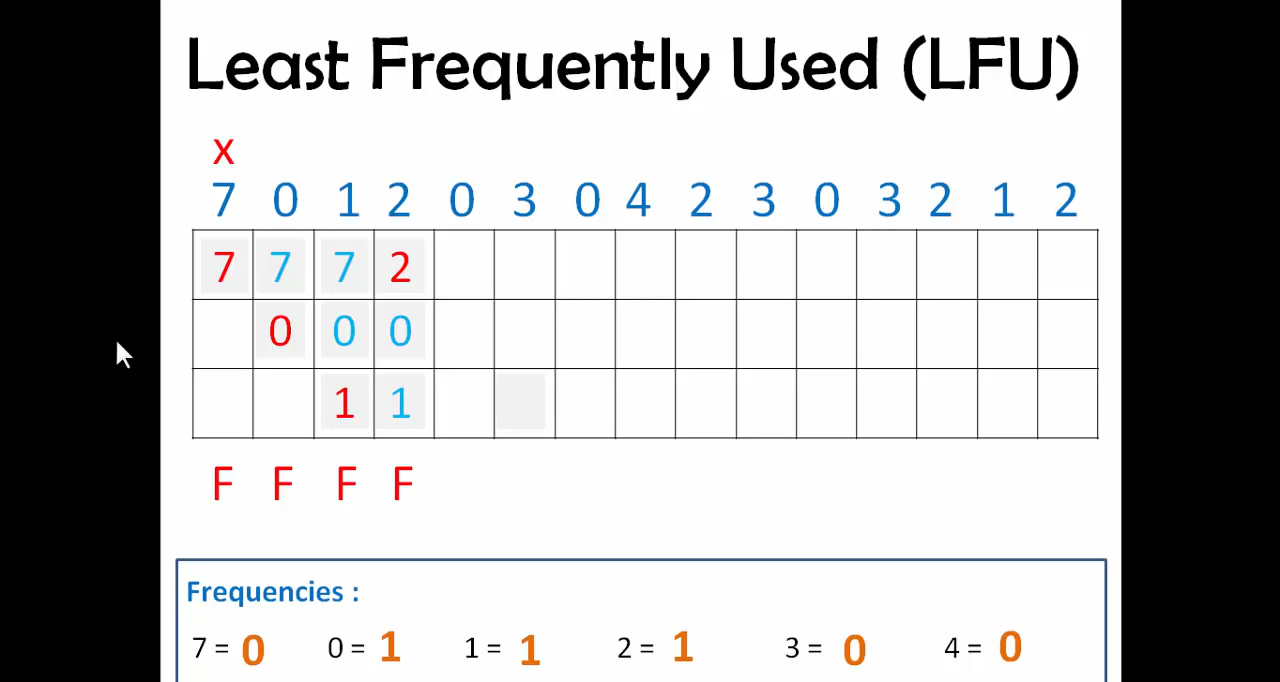 Least Frequently Used (LFU)
x
7 0 1 2 0 3 0 4 2 3 0 3 2 1 2
7 7 7 2
0 0 0
1 1
F F F F
Frequencies :
7 = 0 0 = 1 1 = 1 2 = 1 3 = 0 4 = 0